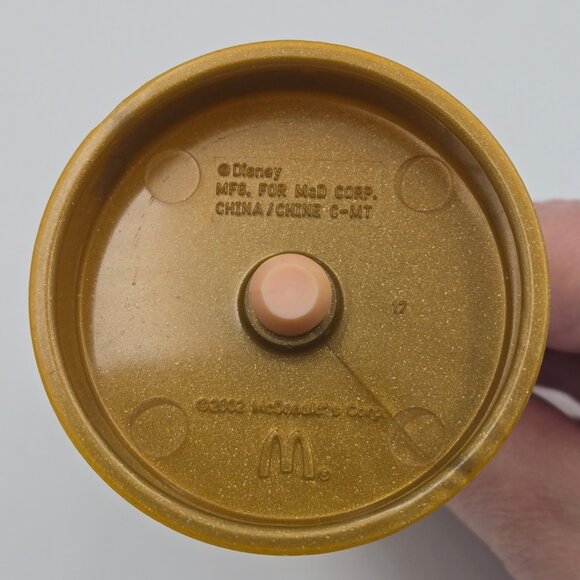 ©Disney
MFG. FOR McD CORP.
CHINA/CHINE C-MT
17
©2002 McDonald's Corp.
M®